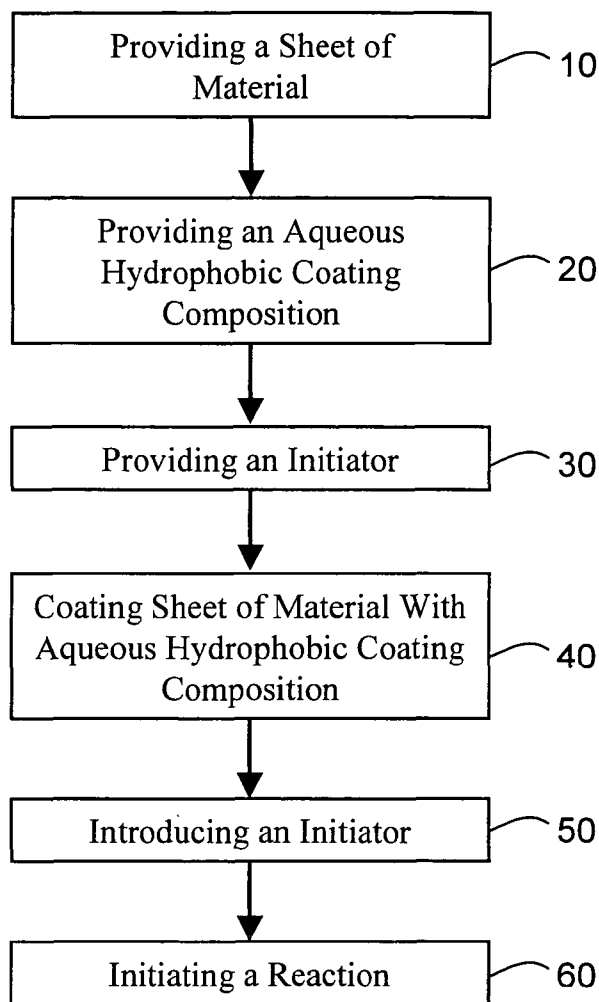 Providing a Sheet of
Material
10
Providing an Aqueous
Hydrophobic Coating
Composition
20
Providing an Initiator
30
Coating Sheet of Material With
Aqueous Hydrophobic Coating
Composition
40
Introducing an Initiator
50
Initiating a Reaction
60